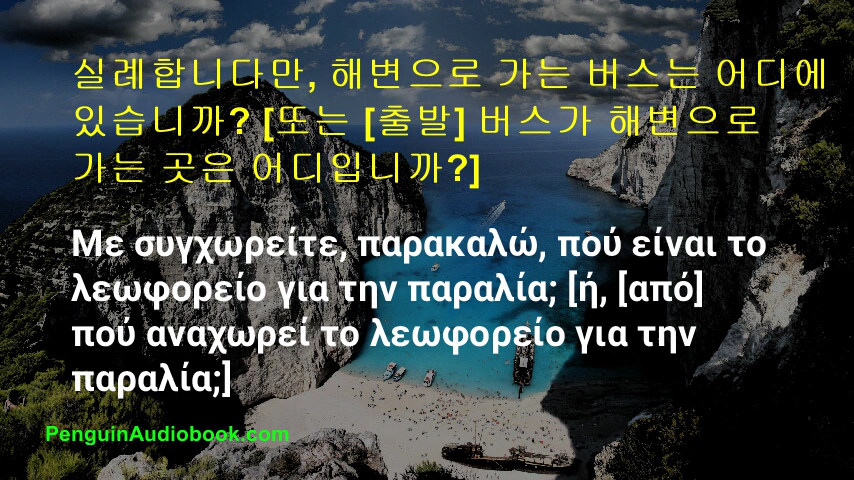 실례합니다만, 해변으로 가는 버스는 어디에
있습니까? [또는 [출발] 버스가 해변으로
가는 곳은 어디입니까?]
Με συγχωρείτε, παρακαλώ, πού είναι το
λεωφορείο για την παραλία; [ή, [από]
πού αναχωρεί το λεωφορείο για την
παραλία;]
PenguinAudiobook.com